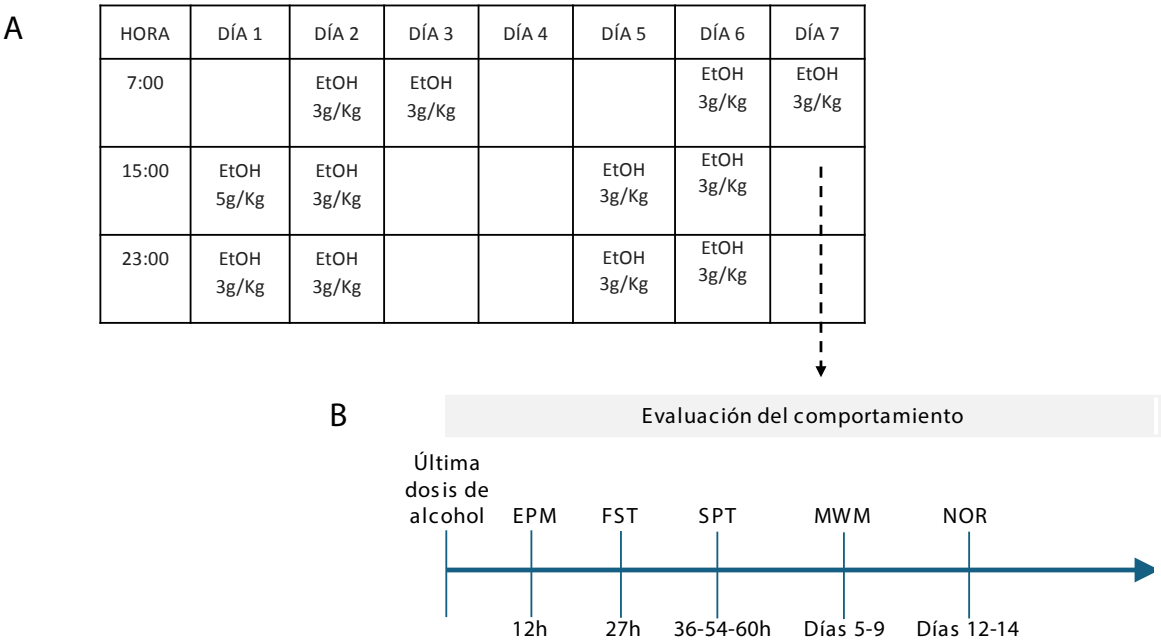 A
HORA DÍA 1 DÍA 2 DÍA 3 DÍA 4 DÍA 5 DÍA 6 DÍA 7
7:00 EtOH 3g/Kg EtOH 3g/Kg EtOH 3g/Kg EtOH 3g/Kg
15:00 EtOH 5g/Kg EtOH 3g/Kg EtOH 3g/Kg EtOH 3g/Kg
23:00 EtOH 3g/Kg EtOH 3g/Kg EtOH 3g/Kg EtOH 3g/Kg
B
Evaluación del comportamiento
Última
dosis de
alcohol EPM FST SPT MWM NOR
12h 27h 36-54-60h Días 5-9 Días 12-14